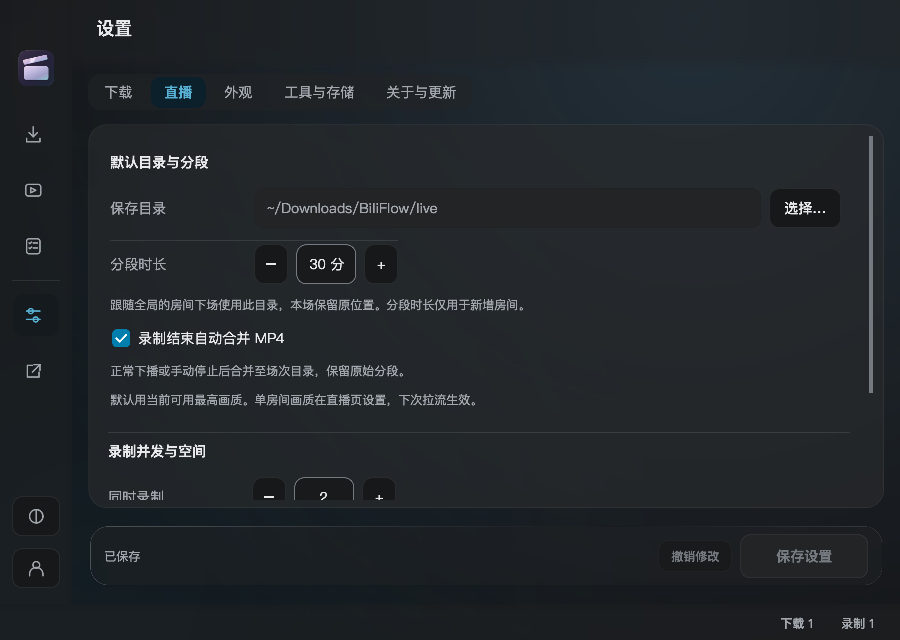 设置
下载 直播 外观 工具与存储 关于与更新
默认目录与分段
保存目录 ~/Downloads/BiliFlow/live 选择...
分段时长 − 30 分 +
跟随全局的房间下场使用此目录，本场保留原位置。分段时长仅用于新增房间。
录制结束自动合并 MP4
正常下播或手动停止后合并至场次目录，保留原始分段。
默认用当前可用最高画质。单房间画质在直播页设置，下次拉流生效。
录制并发与空间
同时录制 − 2 +
已保存 撤销修改 保存设置
下载 1 录制 1